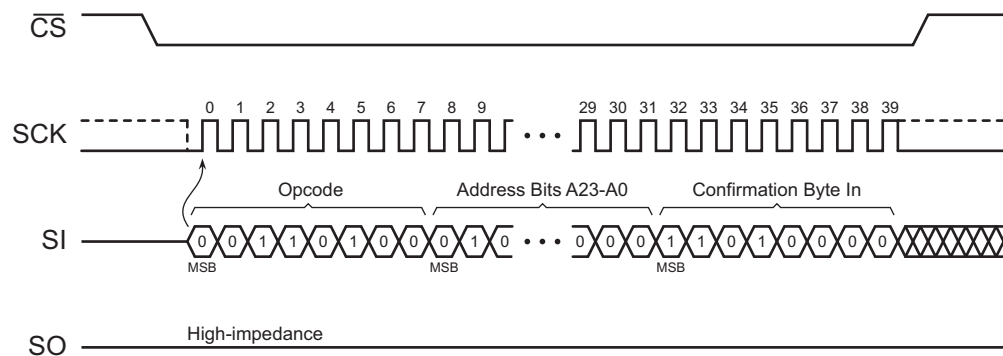 CS
0 1 2 3 4 5 6 7 8 9 29 30 31 32 33 34 35 36 37 38 39
SCK • • •
Opcode Address Bits A23-A0 Confirmation Byte In
SI 0 0 1 1 0 1 0 0 0 1 0 • • • 0 0 0 1 1 0 1 0 0 0 0
MSB MSB MSB
High-impedance
SO